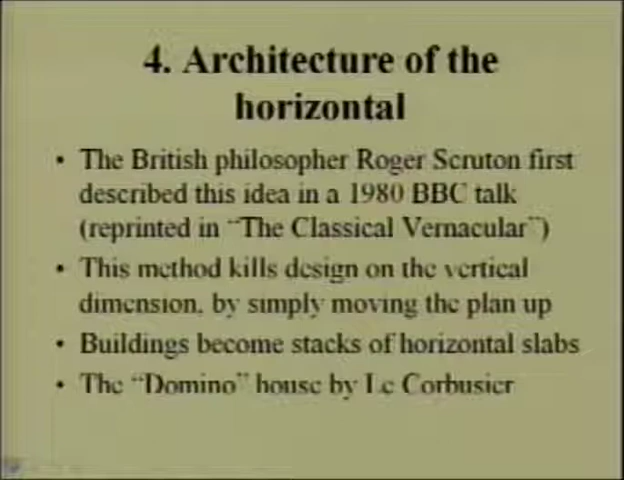 4. Architecture of the
horizontal
• The British philosopher Roger Scruton first
described this idea in a 1980 BBC talk
(reprinted in “The Classical Vernacular”)
• This method kills design on the vertical
dimension, by simply moving the plan up
• Buildings become stacks of horizontal slabs
• The “Domino” house by Le Corbusier